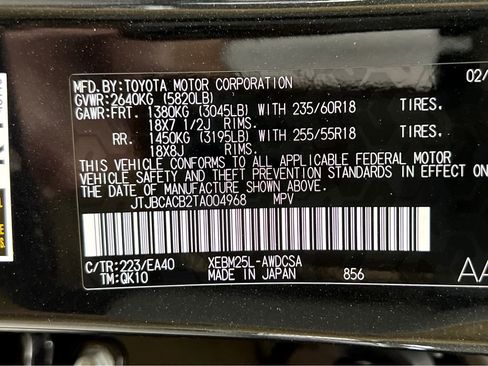 MFD.BY:TOYOTA MOTOR CORPORATION 02/
GVWR:2640KG (5820LB)
GAWR:FRT. 1380KG (3045LB) WITH 235/60R18 TIRES.
18X7 1/2J RIMS.
RR. 1450KG (3195LB) WITH 255/55R18 TIRES.
18X8J RIMS.
THIS VEHICLE CONFORMS TO ALL APPLICABLE FEDERAL MOTOR
VEHICLE SAFETY AND THEFT PREVENTION STANDARDS IN EFFECT ON
THE DATE OF MANUFACTURE SHOWN ABOVE.
JTJBCACB2TA004968 MPV
C/TR:223/EA40 XEBM25L-AWDCSA
TM:QK10 MADE IN JAPAN 856 AA